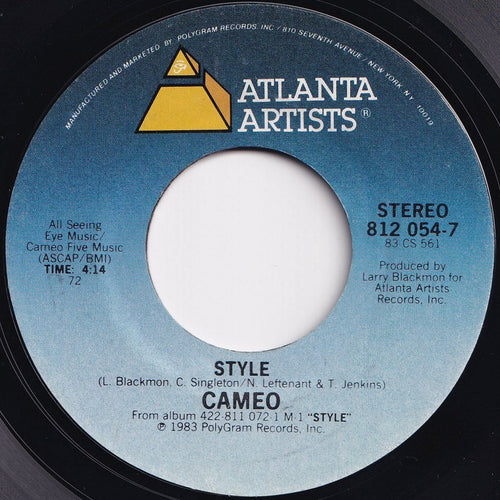 MANUFACTURED AND MARKETED BY POLYGRAM RECORDS INC / 810 SEVENTH AVENUE / NEW YORK, N.Y. 10019
ATLANTA
ARTISTS®
All Seeing
Eye Music/
Cameo Five Music
(ASCAP/BMI)
TIME: 4:14
72
STEREO
812 054-7
83 CS 561
Produced by
Larry Blackmon for
Atlanta Artists
Records, Inc.
STYLE
(L. Blackmon, C. Singleton/N. Leftenant & T. Jenkins)
CAMEO
From album 422-811 072-1 M-1 "STYLE"
℗ 1983 PolyGram Records, Inc.